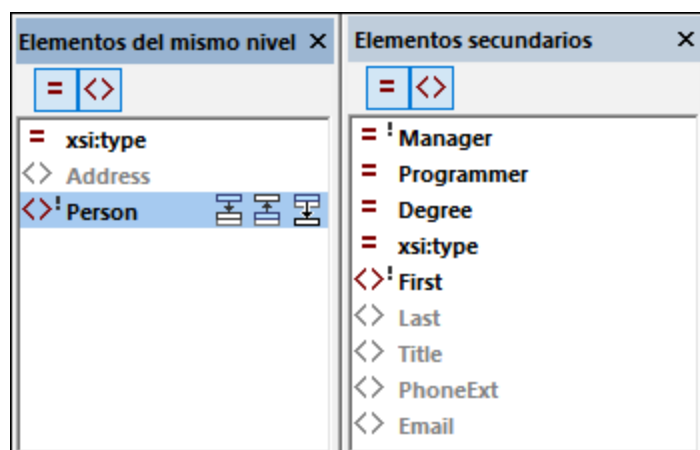 Elementos del mismo nivel ×
= <>
= xsi:type
<> Address
<>! Person
Elementos secundarios ×
= <>
= ! Manager
= Programmer
= Degree
= xsi:type
<>! First
<> Last
<> Title
<> PhoneExt
<> Email